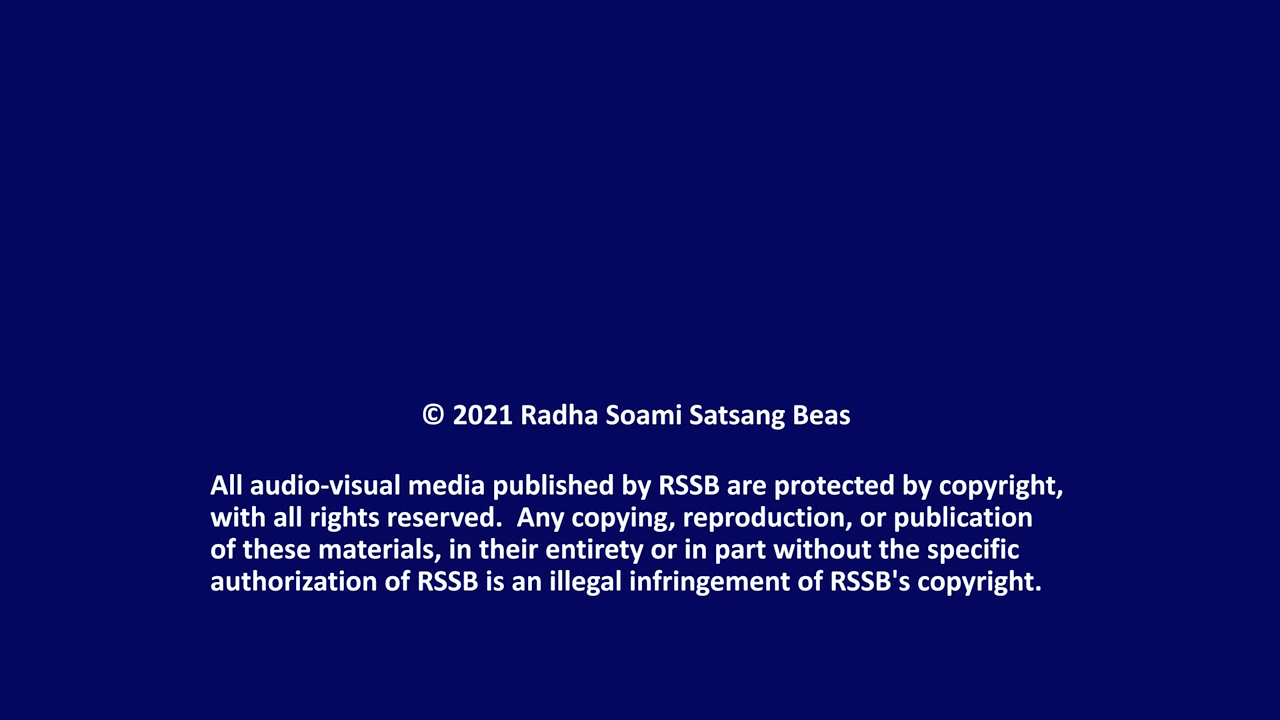 © 2021 Radha Soami Satsang Beas
All audio-visual media published by RSSB are protected by copyright,
with all rights reserved.  Any copying, reproduction, or publication
of these materials, in their entirety or in part without the specific
authorization of RSSB is an illegal infringement of RSSB's copyright.